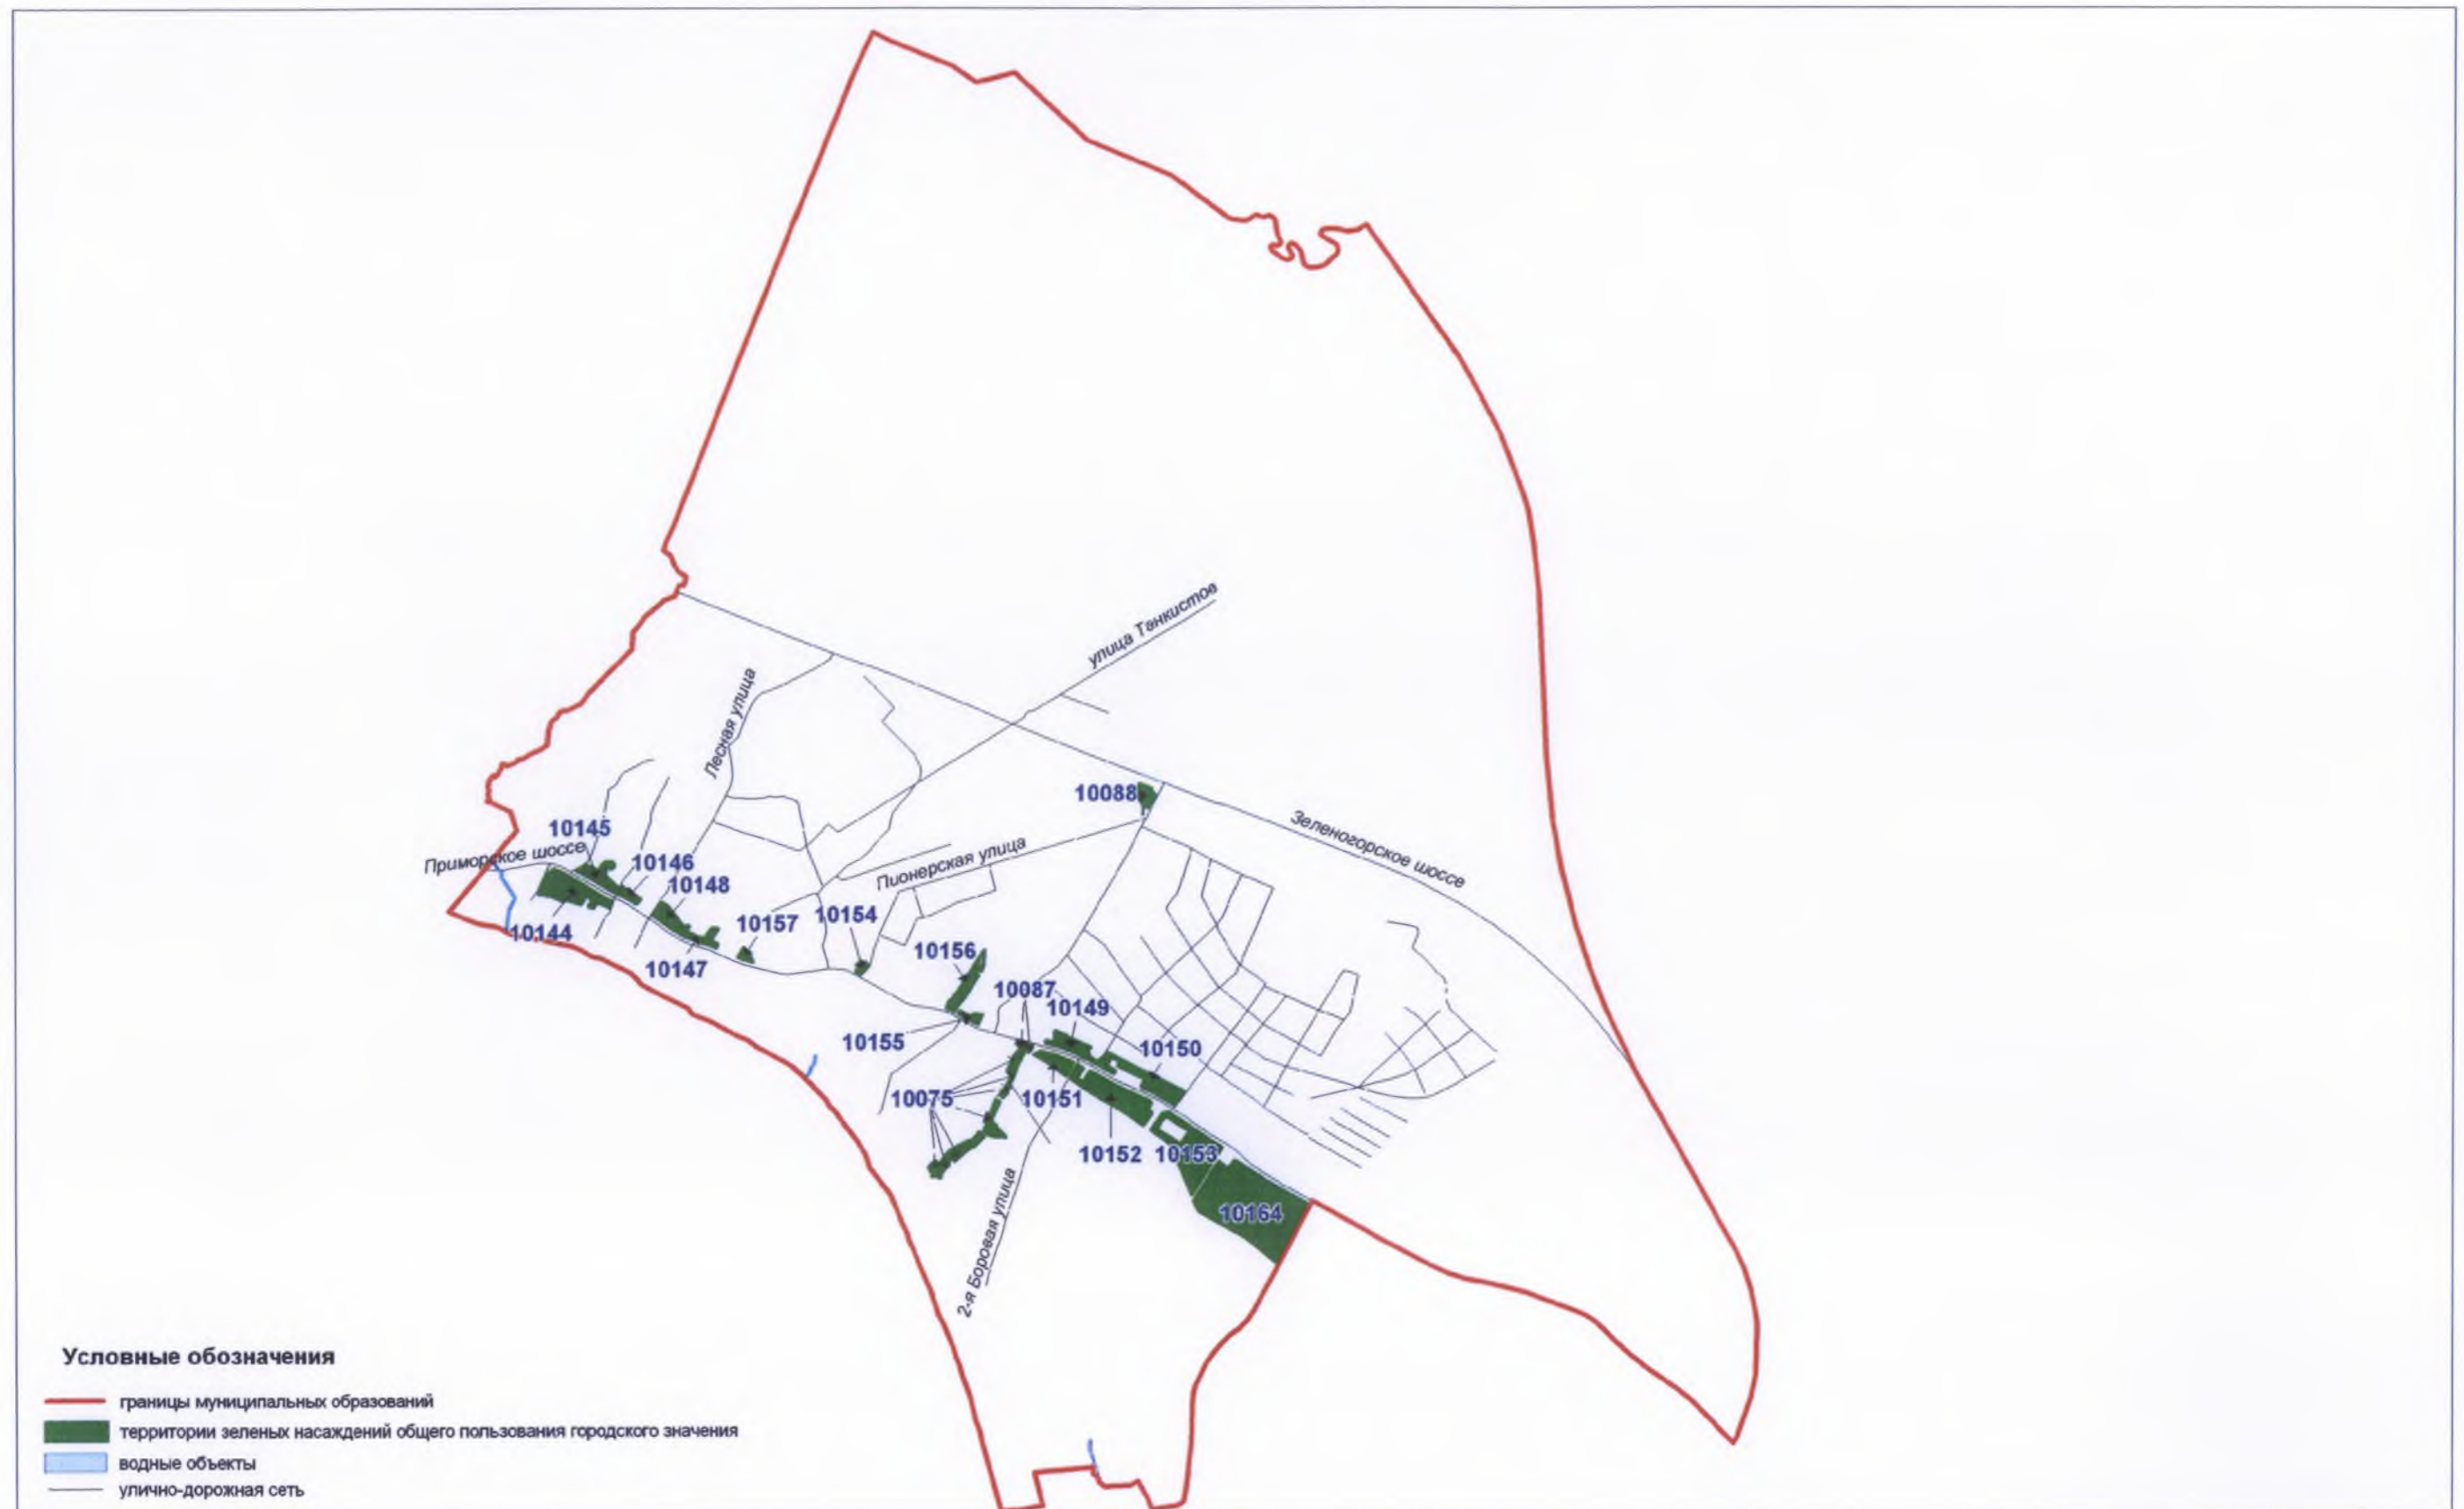 улица Танкистов
Лесная улица
10088
Зеленогорское шоссе
10145
Приморское шоссе
10146
Пионерская улица
10148
10157
10154
10144
10156
10147
10087
10149
10155
10150
10075
10151
10152
10153
2-я Боровая улица
10164
Условные обозначения
границы муниципальных образований
территории зеленых насаждений общего пользования городского значения
водные объекты
улично-дорожная сеть